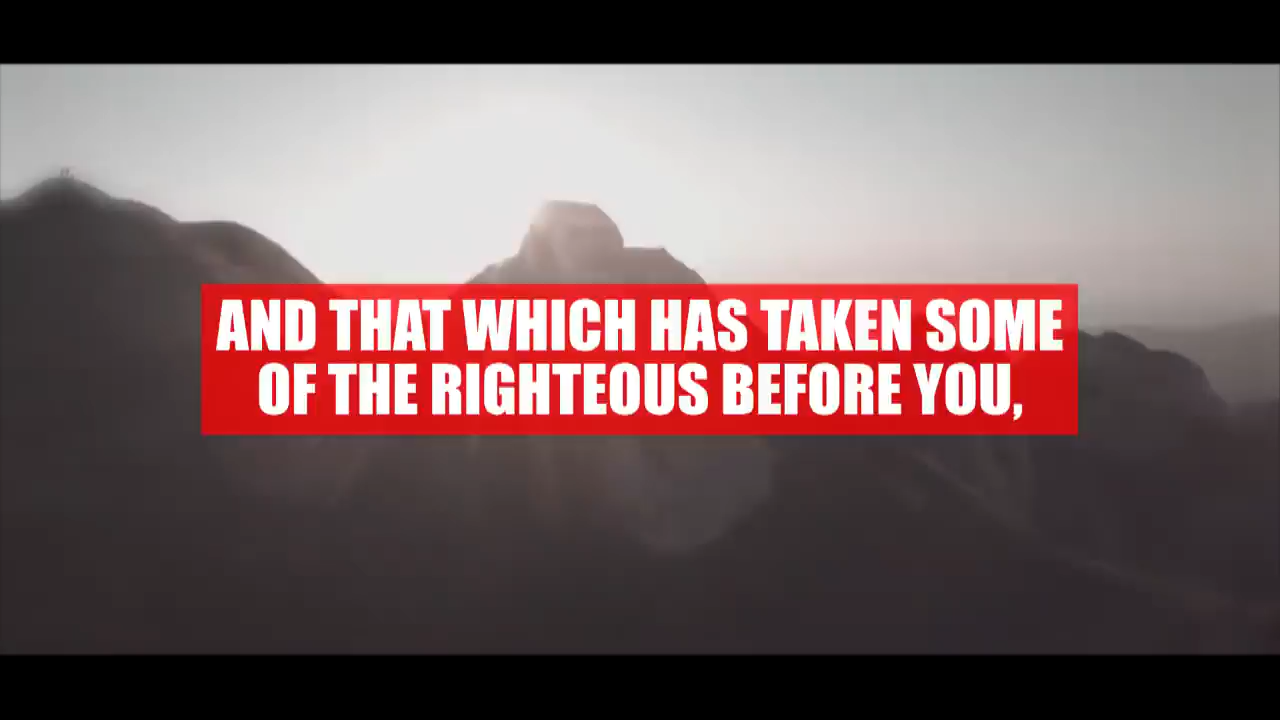 AND THAT WHICH HAS TAKEN SOME
OF THE RIGHTEOUS BEFORE YOU,